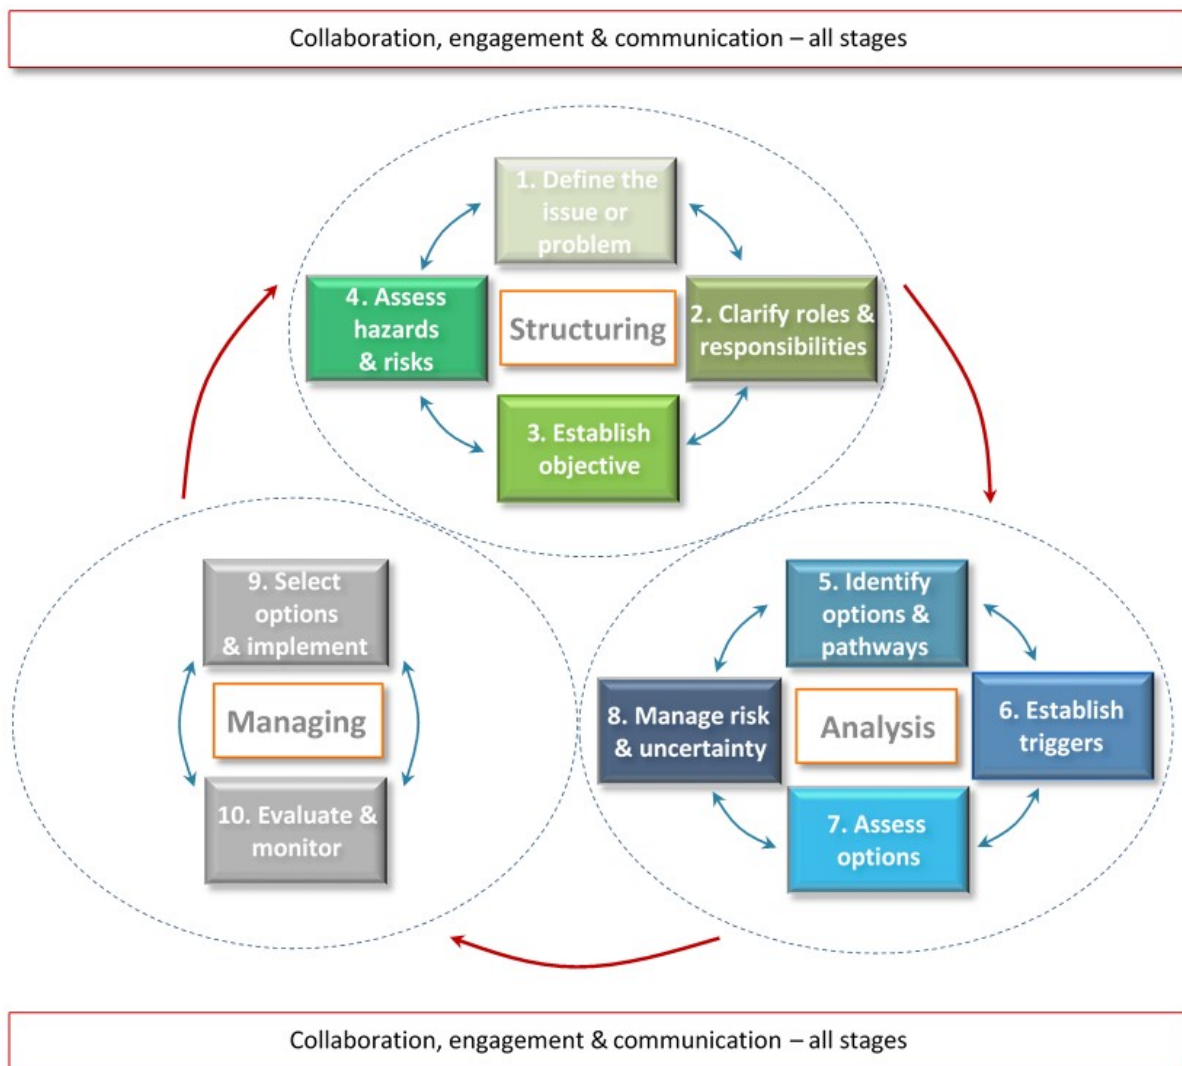 Collaboration, engagement & communication – all stages
1. Define the
issue or
problem
4. Assess
hazards
& risks
Structuring
2. Clarify roles &
responsibilities
3. Establish
objective
9. Select
options
& implement
Managing
10. Evaluate &
monitor
5. Identify
options &
pathways
8. Manage risk
& uncertainty
Analysis
6. Establish
triggers
7. Assess
options
Collaboration, engagement & communication – all stages